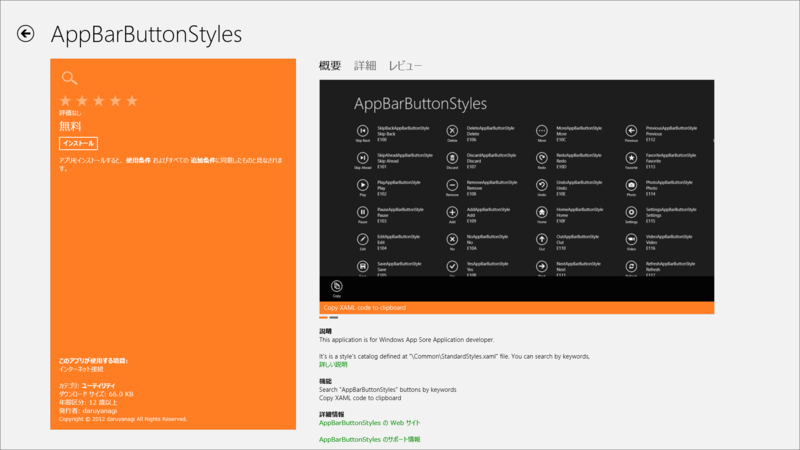 AppBarButtonStyles
評価なし
無料
インストール
アプリをインストールすると、使用条件 およびすべての 追加条件に同意したものと見なされま
す。
このアプリが使用する項目:
インターネット接続
カテゴリ: ユーティリティ
ダウンロード サイズ: 66.0 KB
年齢区分: 12 歳以上
発行者: daruyanagi
Copyright © 2012 daruyanagi All Rights Reserved.
概要 詳細 レビュー
AppBarButtonStyles
Skip Back SkipBackAppBarButtonStyle Delete DeleteAppBarButtonStyle More MoreAppBarButtonStyle Previous PreviousAppBarButtonStyle
Skip Back Delete More Previous
E100 E106 E10C E112
Skip Ahead SkipAheadAppBarButtonStyle Discard DiscardAppBarButtonStyle Redo RedoAppBarButtonStyle Favorite FavoriteAppBarButtonStyle
Skip Ahead Discard Redo Favorite
E101 E107 E10D E113
Play PlayAppBarButtonStyle Remove RemoveAppBarButtonStyle Undo UndoAppBarButtonStyle Photo PhotoAppBarButtonStyle
Play Remove Undo Photo
E102 E108 E10E E114
Pause PauseAppBarButtonStyle Add AddAppBarButtonStyle Home HomeAppBarButtonStyle Settings SettingsAppBarButtonStyle
Pause Add Home Settings
E103 E109 E10F E115
Edit EditAppBarButtonStyle No NoAppBarButtonStyle Out OutAppBarButtonStyle Video VideoAppBarButtonStyle
Edit No Out Video
E104 E10A E110 E116
SaveAppBarButtonStyle YesAppBarButtonStyle NextAppBarButtonStyle RefreshAppBarButtonStyle
Save Yes Next Refresh
E105 E10B E111 E117
Copy
Copy XAML code to clipboard
説明
This application is for Windows App Sore Application developer.
It's is a style's catalog defined at "\Common\StandardStyles.xaml" file. You can search by keywords,
詳しい説明
機能
Search "AppBarButtonStyles" buttons by keywords
Copy XAML code to clipboard
詳細情報
AppBarButtonStyles の Web サイト
AppBarButtonStyles のサポート情報